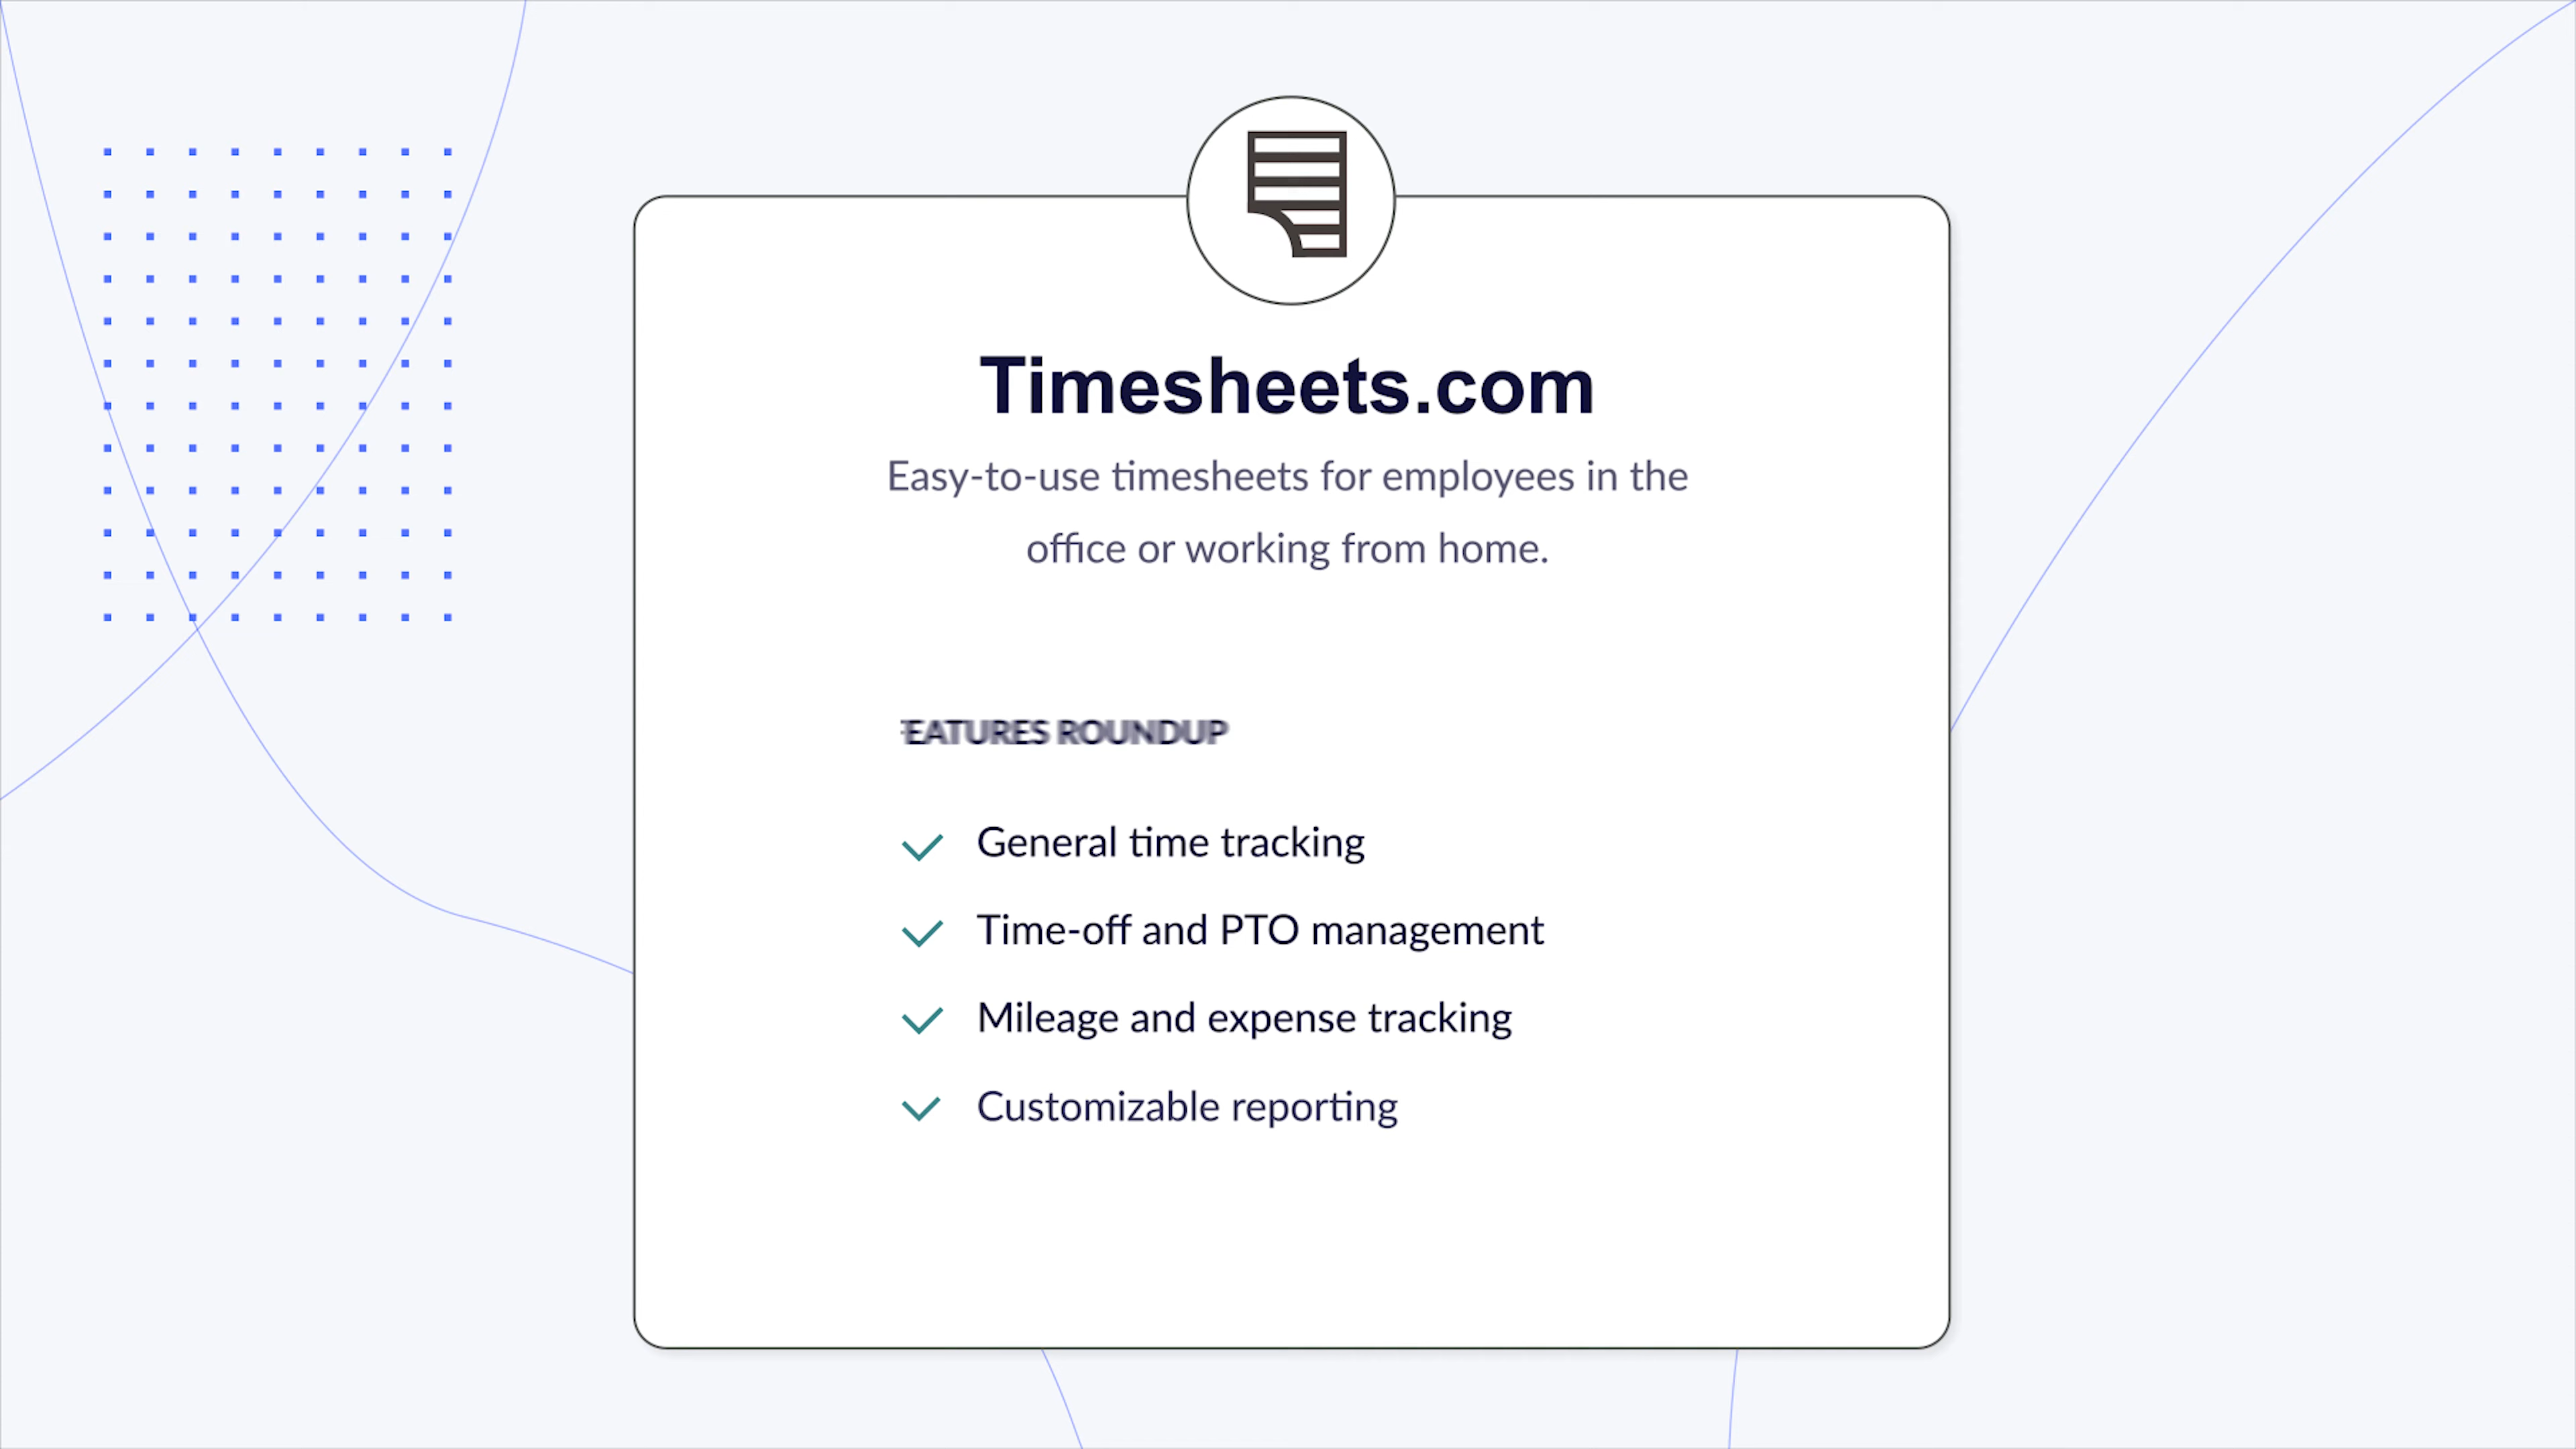 Timesheets.com
Easy-to-use timesheets for employees in the
office or working from home.
FEATURES ROUNDUP
General time tracking
Time-off and PTO management
Mileage and expense tracking
Customizable reporting